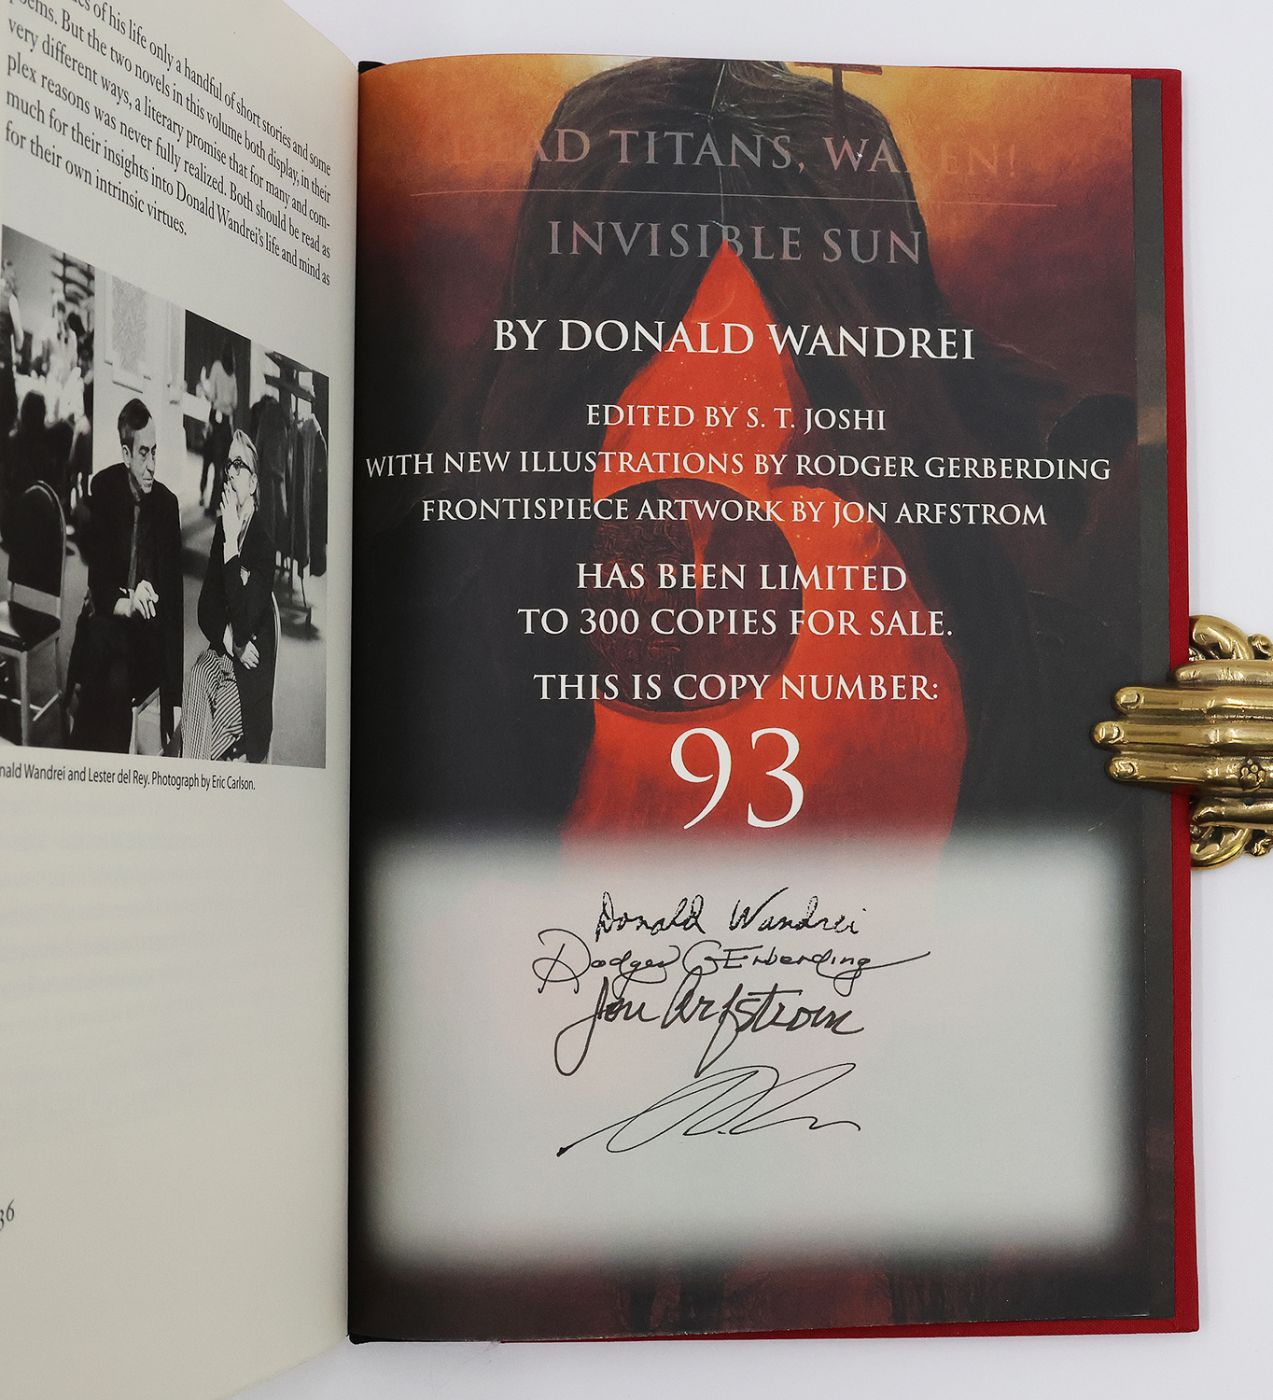 of his life only a handful of short stories and some
poems. But the two novels in this volume both display, in their
very different ways, a literary promise that for many and com-
plex reasons was never fully realized. Both should be read as
much for their insights into Donald Wandrei's life and mind as
for their own intrinsic virtues.
nald Wandrei and Lester del Rey. Photograph by Eric Carlson.
36
DEAD TITANS, WAKEN!
INVISIBLE SUN
BY DONALD WANDREI
EDITED BY S. T. JOSHI
WITH NEW ILLUSTRATIONS BY RODGER GERBERDING
FRONTISPIECE ARTWORK BY JON ARFSTROM
HAS BEEN LIMITED
TO 300 COPIES FOR SALE.
THIS IS COPY NUMBER:
93
Donald Wandrei
Rodger Gerberding
Jon Arfstrom